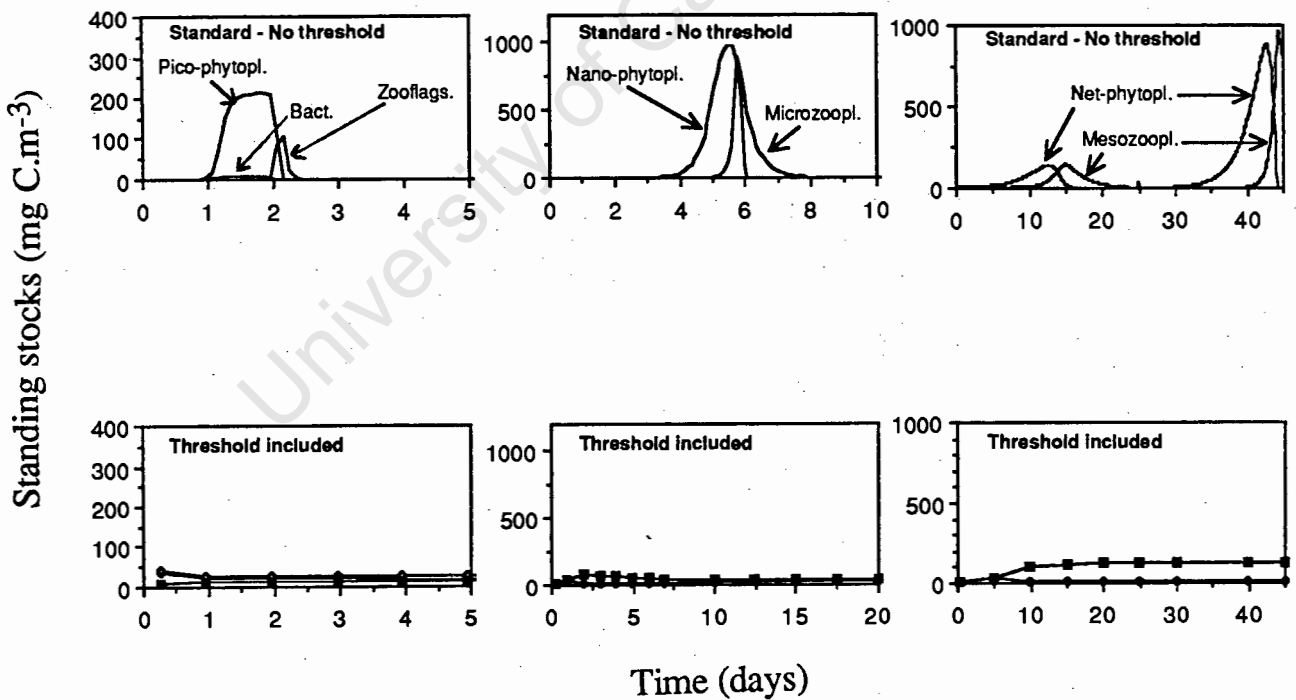 Standing stocks (mg C.m-3)
400
300
200
100
0
Standard - No threshold
Pico-phytopl.
Bact.
Zooflags.
0 1 2 3 4 5
1000
500
0
Standard - No threshold
Nano-phytopl.
Microzoopl.
0 2 4 6 8 10
1000
500
0
Standard - No threshold
Net-phytopl.
Mesozoopl.
0 10 20 30 40
University of Ca
400
300
200
100
0
Threshold included
0 1 2 3 4 5
1000
500
0
Threshold included
0 5 10 15 20
1000
500
0
Threshold included
0 10 20 30 40
Time (days)